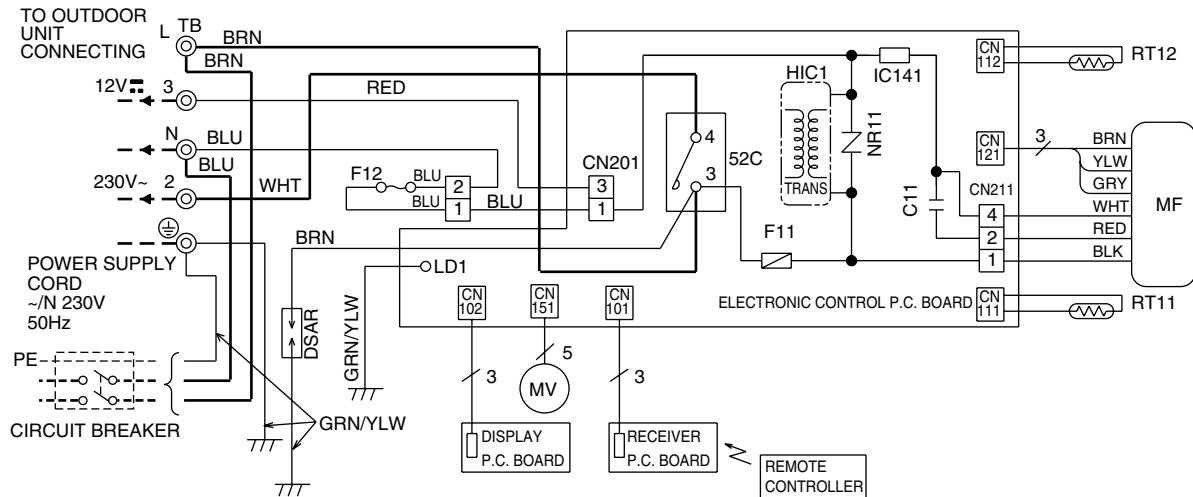 TO OUTDOOR
UNIT
CONNECTING
L TB
BRN
BRN
12V
3
RED
N
BLU
BLU
230V~ 2
WHT
F12
BLU
BLU
2
1
BLU
CN201
3
1
4
3
52C
HIC1
TRANS
NR11
IC141
C11
F11
CN
112
RT12
CN
121
3
BRN
YLW
GRY
CN211
4
WHT
2
RED
1
BLK
MF
ELECTRONIC CONTROL P.C. BOARD
CN
111
RT11
BRN
LD1
GRN/YLW
DSAR
POWER SUPPLY
CORD
~/N 230V
50Hz
PE
CIRCUIT BREAKER
GRN/YLW
CN
102
3
DISPLAY
P.C. BOARD
CN
151
5
MV
CN
101
3
RECEIVER
P.C. BOARD
REMOTE
CONTROLLER